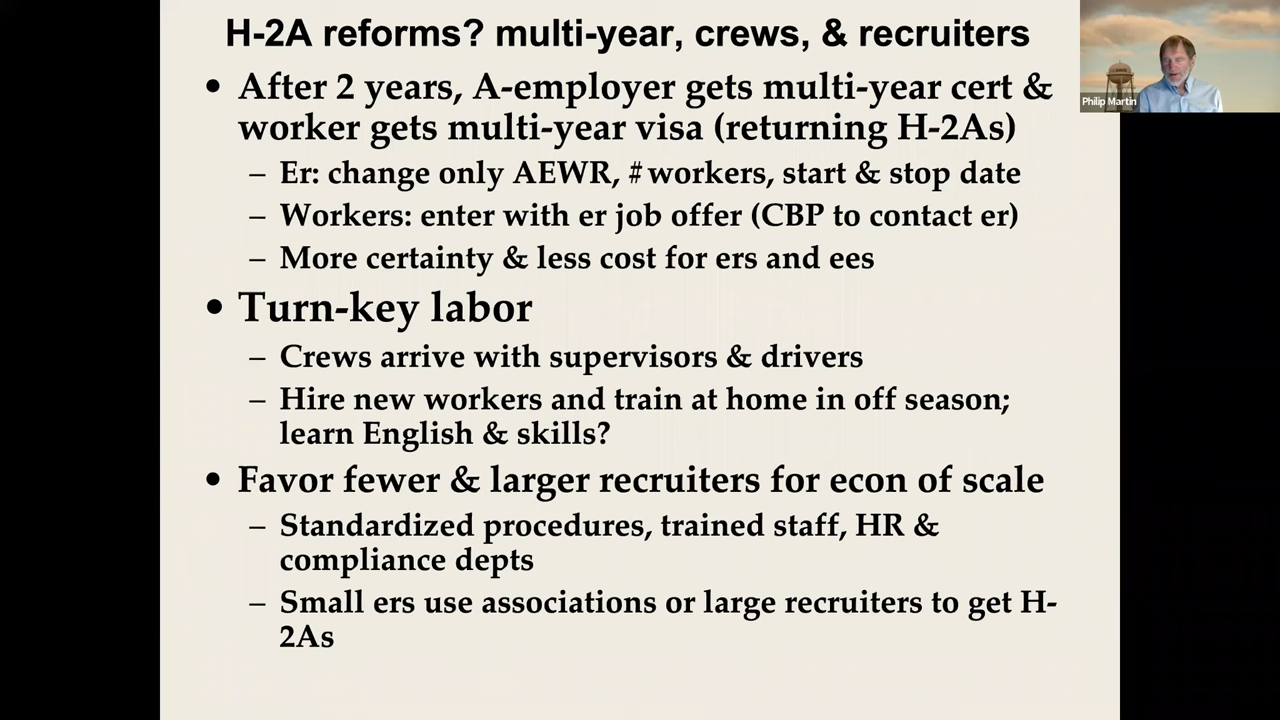 H-2A reforms? multi-year, crews, & recruiters
• After 2 years, A-employer gets multi-year cert &
worker gets multi-year visa (returning H-2As)
– Er: change only AEWR, # workers, start & stop date
– Workers: enter with er job offer (CBP to contact er)
– More certainty & less cost for ers and ees
• Turn-key labor
– Crews arrive with supervisors & drivers
– Hire new workers and train at home in off season;
learn English & skills?
• Favor fewer & larger recruiters for econ of scale
– Standardized procedures, trained staff, HR &
compliance depts
– Small ers use associations or large recruiters to get H-
2As
Philip Martin